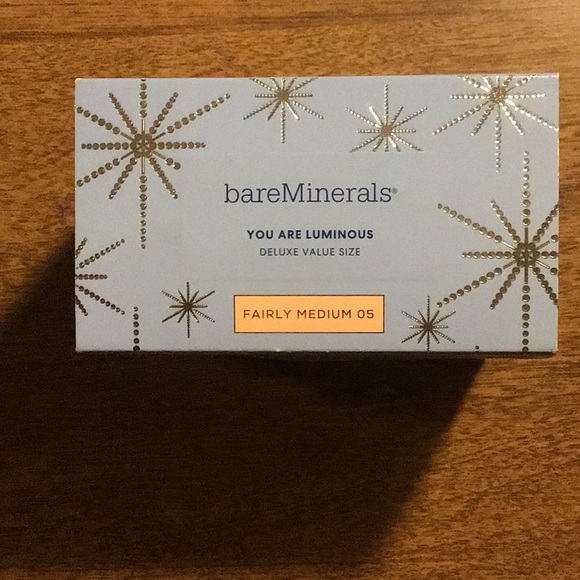 bareMinerals®
YOU ARE LUMINOUS
DELUXE VALUE SIZE
FAIRLY MEDIUM 05